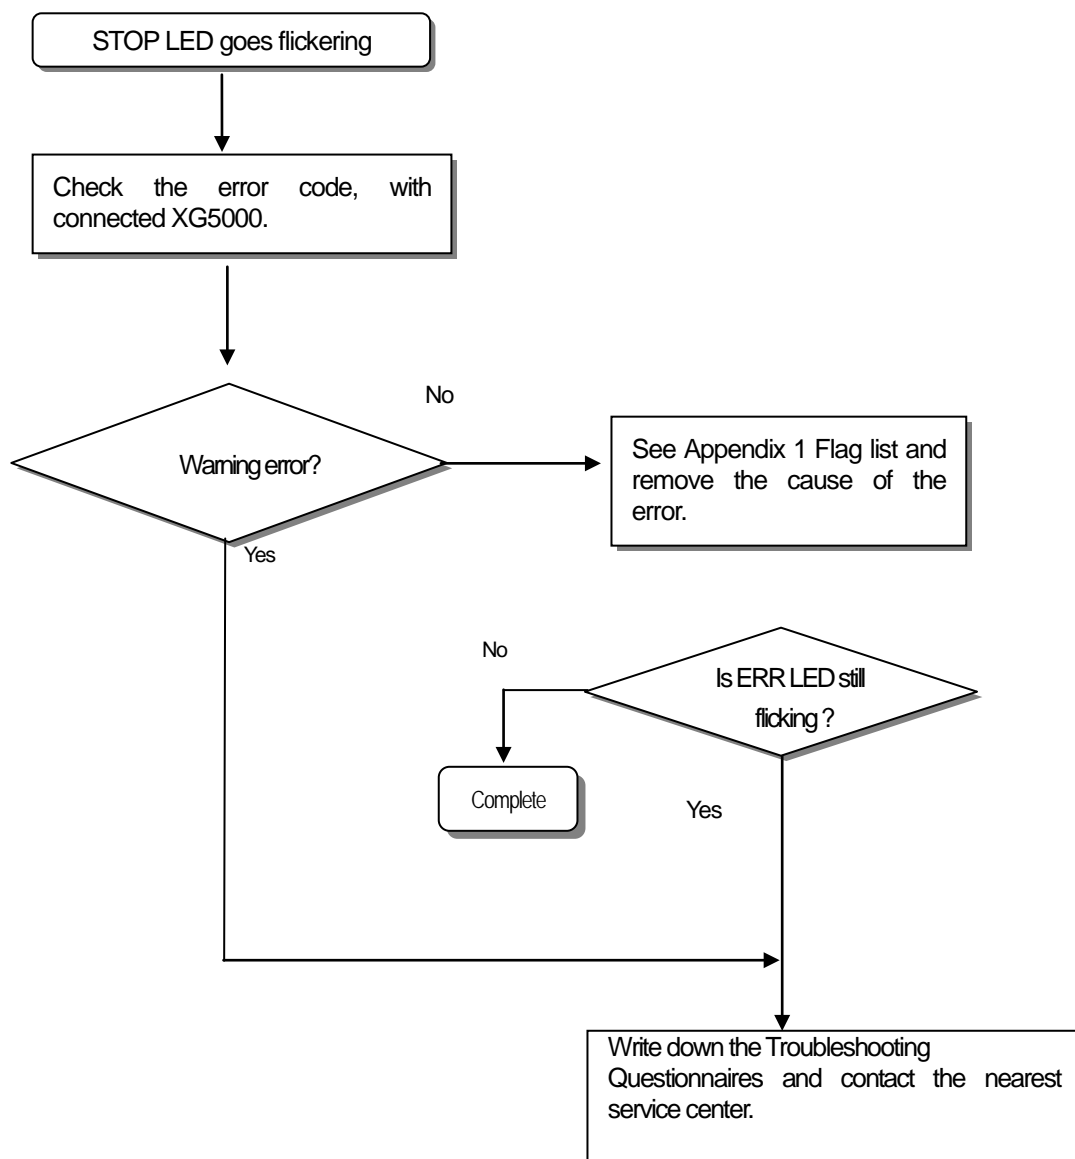 STOP LED goes flickering
Check the error code, with
connected XG5000.
No
Warning error?
See Appendix 1 Flag list and
remove the cause of the
error.
Yes
No
Is ERR LED still
flicking ?
Complete
Yes
Write down the Troubleshooting
Questionnaires and contact the nearest
service center.